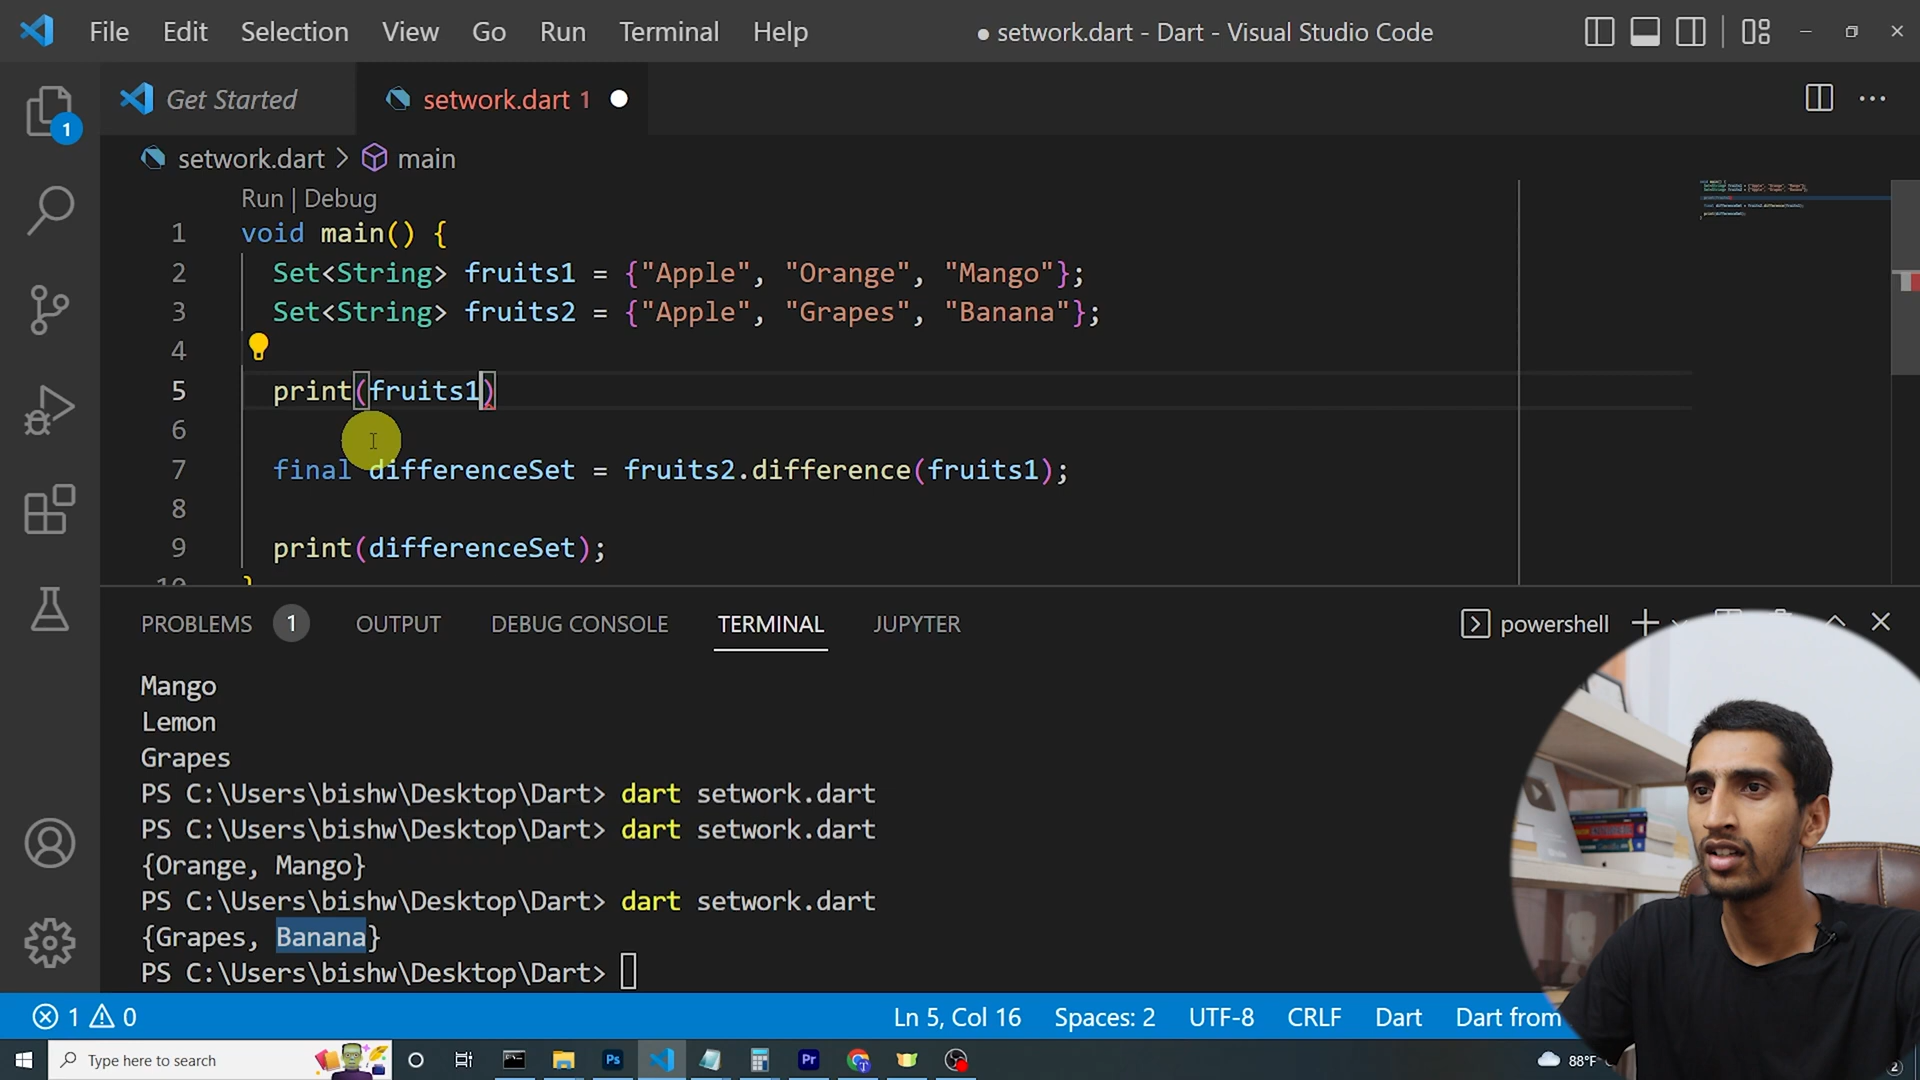 File Edit Selection View Go Run Terminal Help ● setwork.dart - Dart - Visual Studio Code
Get Started setwork.dart 1
1
setwork.dart > main
Run | Debug
1 void main() {
2 Set<String> fruits1 = {"Apple", "Orange", "Mango"};
3 Set<String> fruits2 = {"Apple", "Grapes", "Banana"};
4
5 print(fruits1)
6
7 final differenceSet = fruits2.difference(fruits1);
8
9 print(differenceSet);
10 }
PROBLEMS 1 OUTPUT DEBUG CONSOLE TERMINAL JUPYTER powershell
Mango
Lemon
Grapes
PS C:\Users\bishw\Desktop\Dart> dart setwork.dart
PS C:\Users\bishw\Desktop\Dart> dart setwork.dart
{Orange, Mango}
PS C:\Users\bishw\Desktop\Dart> dart setwork.dart
{Grapes, Banana}
PS C:\Users\bishw\Desktop\Dart>
1 0 Ln 5, Col 16 Spaces: 2 UTF-8 CRLF Dart Dart from
Type here to search Ps Pr 88°F 2